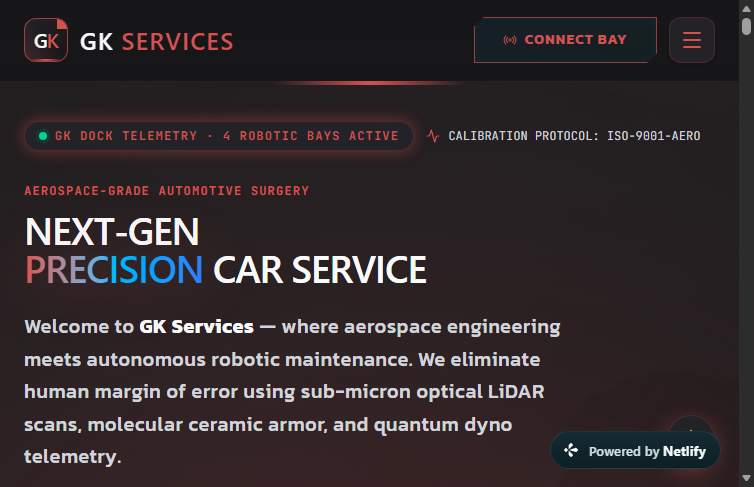 GK GK SERVICES
CONNECT BAY
GK DOCK TELEMETRY · 4 ROBOTIC BAYS ACTIVE
CALIBRATION PROTOCOL: ISO-9001-AERO
AEROSPACE-GRADE AUTOMOTIVE SURGERY
NEXT-GEN
PRECISION CAR SERVICE
Welcome to GK Services — where aerospace engineering
meets autonomous robotic maintenance. We eliminate
human margin of error using sub-micron optical LiDAR
scans, molecular ceramic armor, and quantum dyno
telemetry.
Powered by Netlify